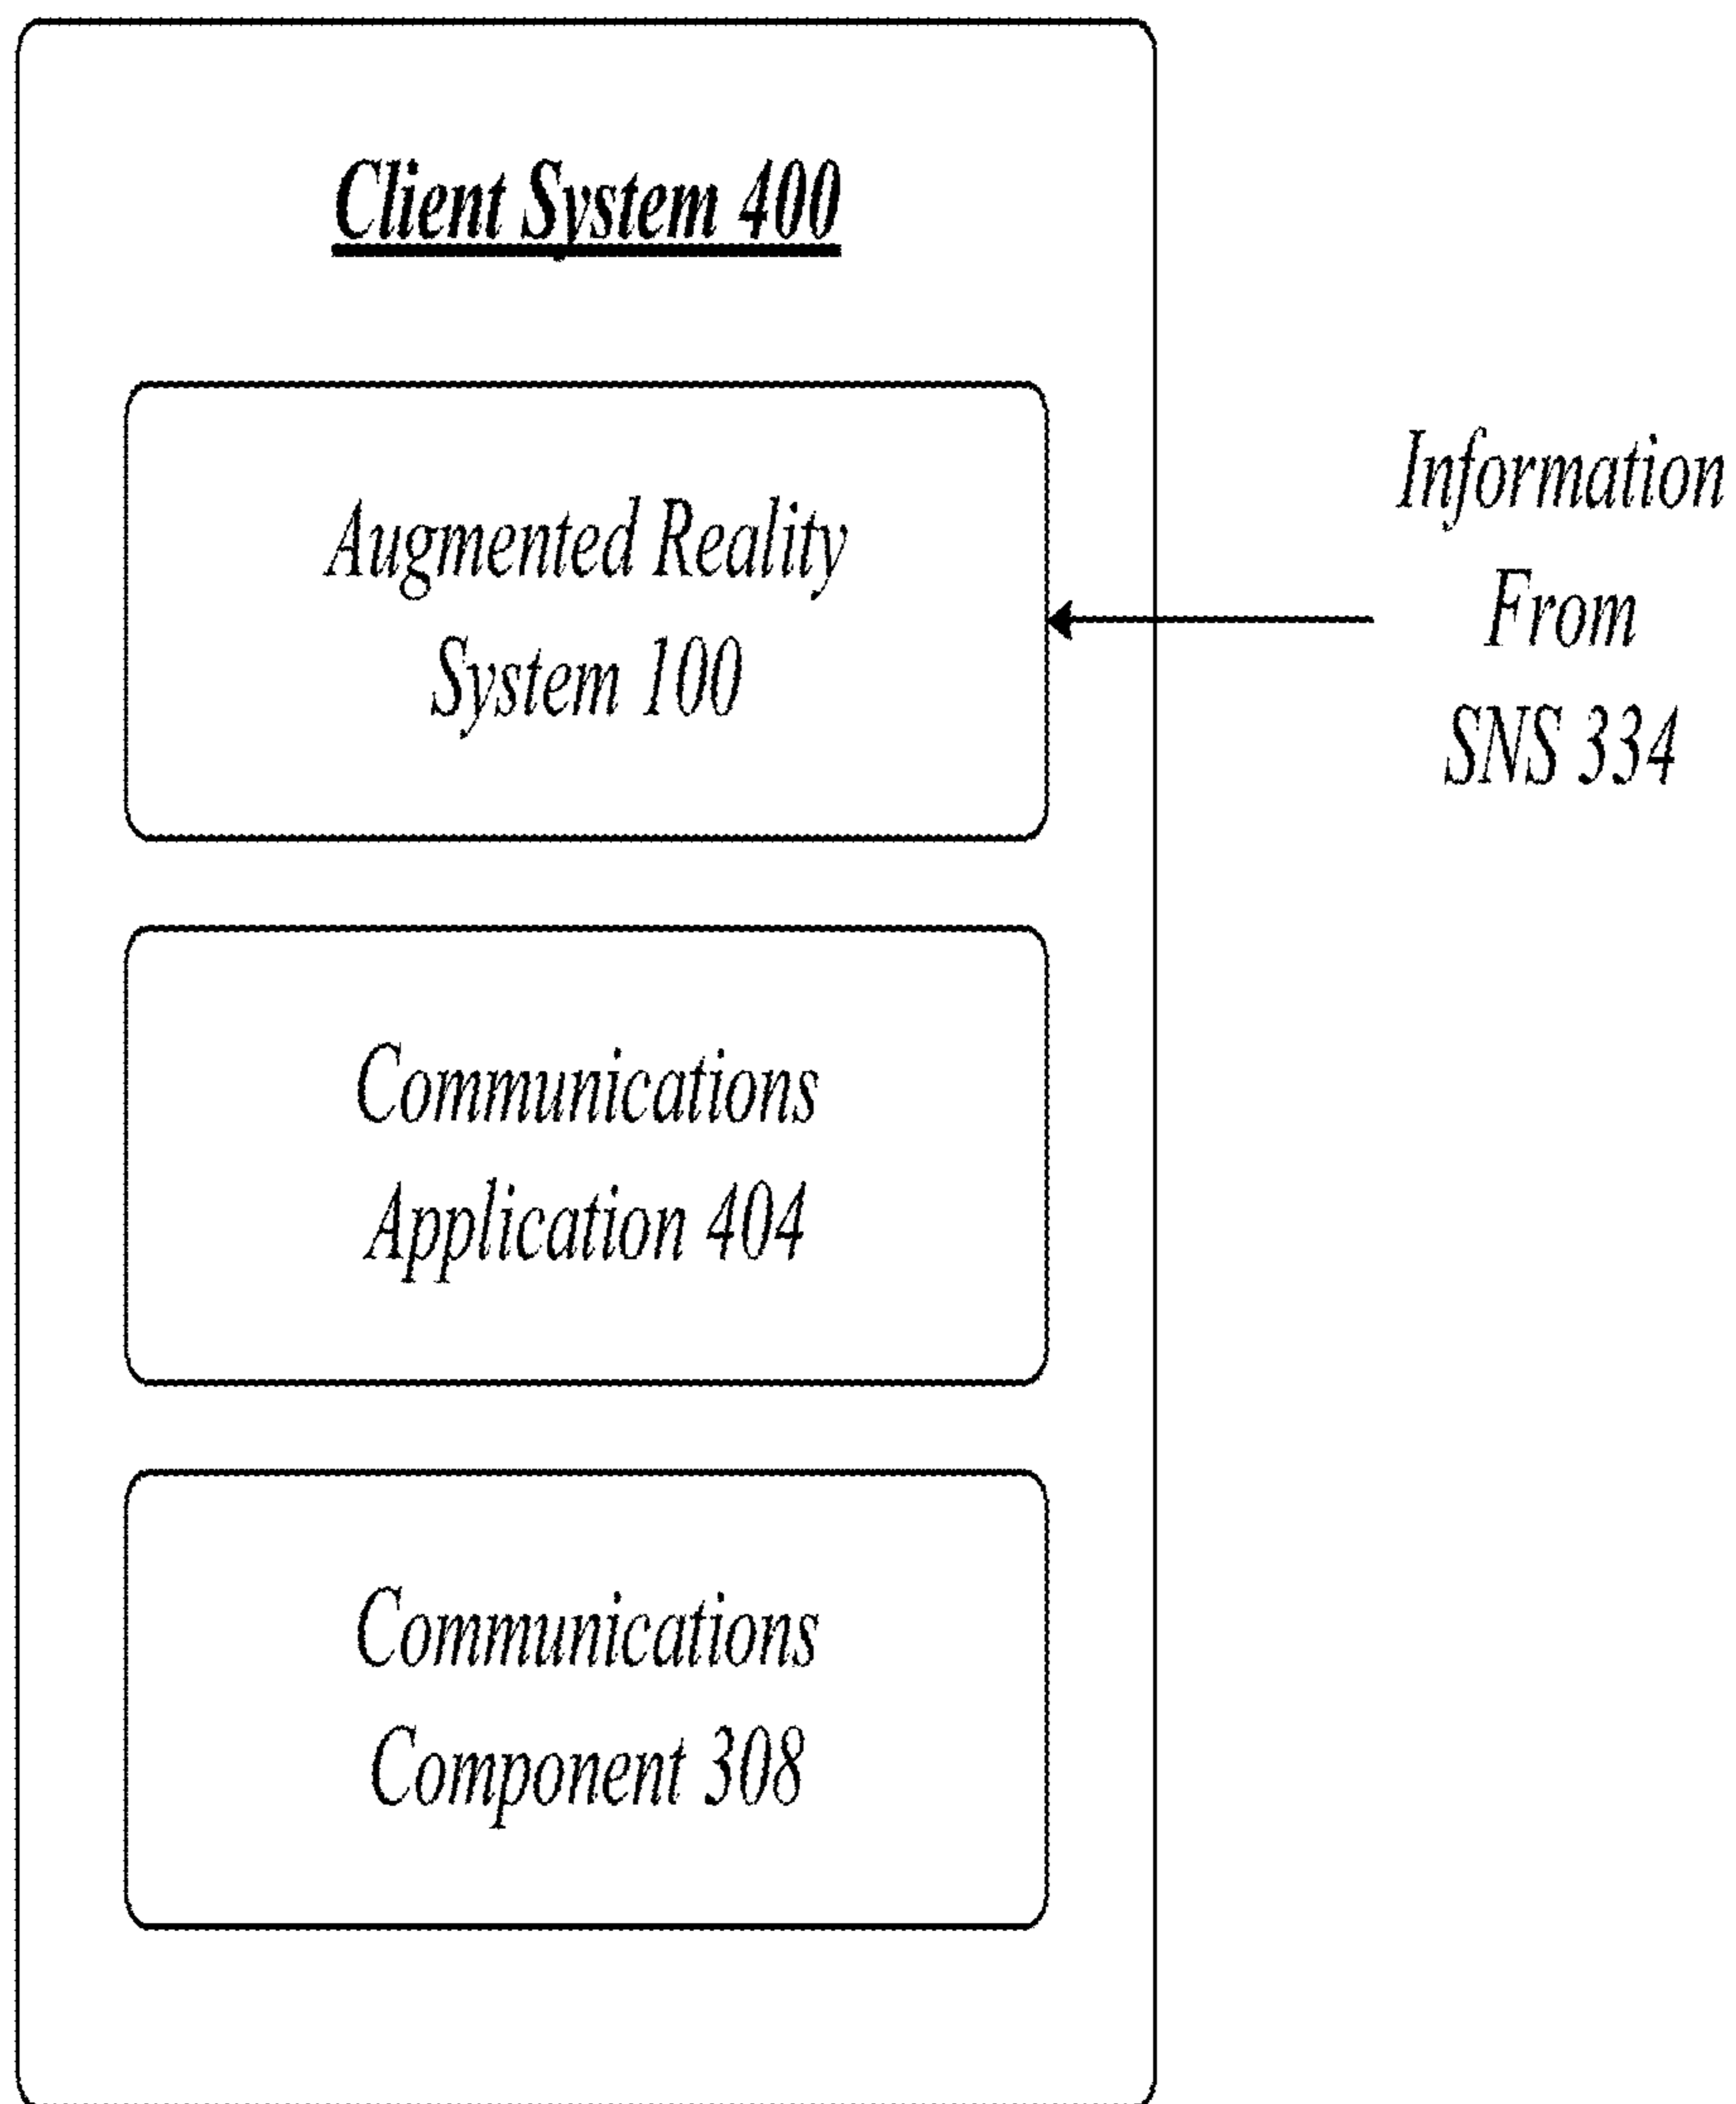 Client System 400
Augmented Reality
System 100
Information
From
SNS 334
Communications
Application 404
Communications
Component 308